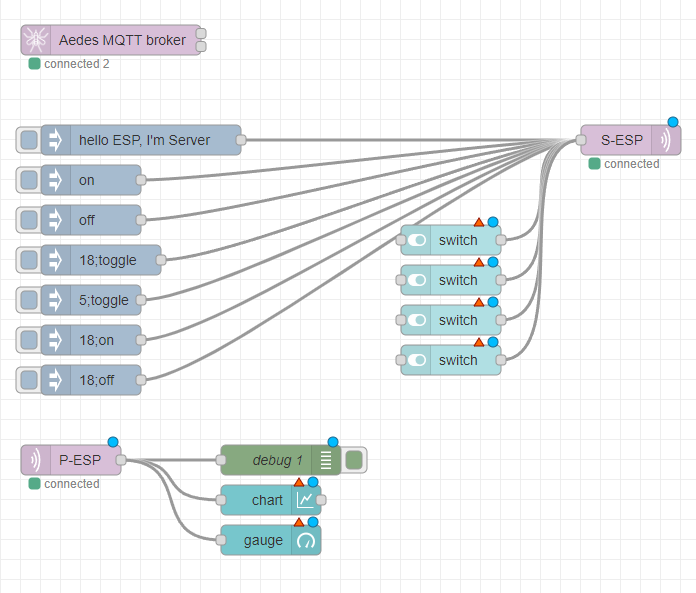 Aedes MQTT broker
connected 2
hello ESP, I'm Server
on
off
18;toggle
5;toggle
18;on
18;off
S-ESP
connected
switch
switch
switch
switch
P-ESP
connected
debug 1
chart
gauge